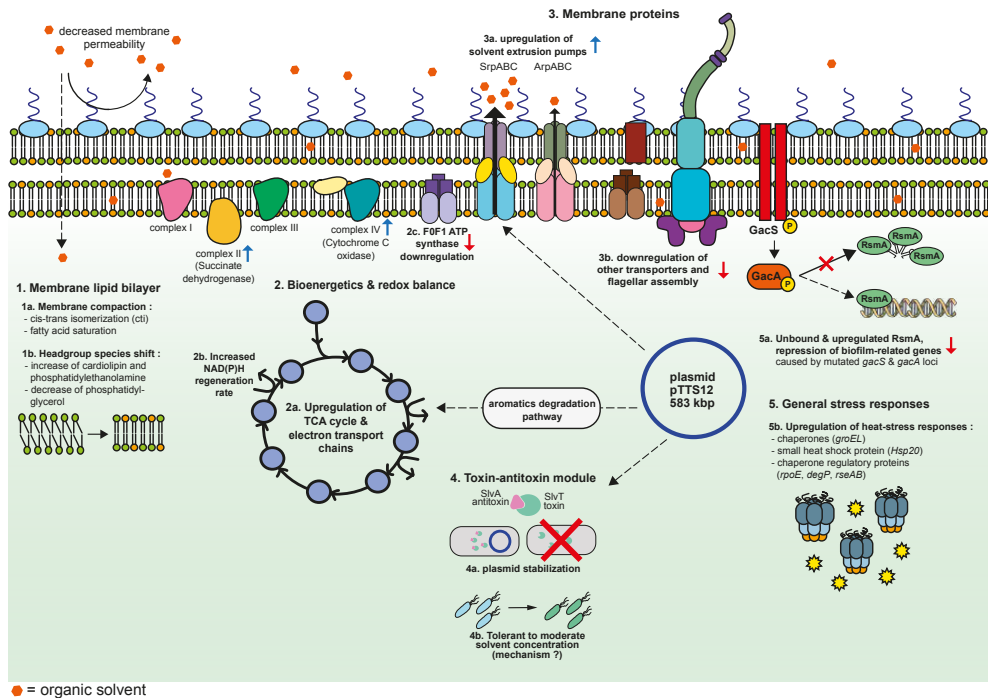 3. Membrane proteins
decreased membrane
permeability
3a. upregulation of
solvent extrusion pumps
SrpABC
ArpABC
complex I
complex II
(Succinate
dehydrogenase)
complex III
complex IV
(Cytochrome C
oxidase)
2c. F0F1 ATP
synthase
downregulation
3b. downregulation of
other transporters and
flagellar assembly
GacS
P
GacA
P
RsmA
RsmA
RsmA
RsmA
5a. Unbound & upregulated RsmA,
repression of biofilm-related genes
caused by mutated gacS & gacA loci
1. Membrane lipid bilayer
1a. Membrane compaction :
- cis-trans isomerization (cti)
- fatty acid saturation
1b. Headgroup species shift :
- increase of cardiolipin and
phosphatidylethanolamine
- decrease of phosphatidyl-
glycerol
2. Bioenergetics & redox balance
2b. Increased
NAD(P)H
regeneration
rate
2a. Upregulation of
TCA cycle &
electron transport
chains
aromatics degradation
pathway
plasmid
pTTS12
583 kbp
4. Toxin-antitoxin module
SlvA
antitoxin
SlvT
toxin
4a. plasmid stabilization
4b. Tolerant to moderate
solvent concentration
(mechanism ?)
5. General stress responses
5b. Upregulation of heat-stress responses :
- chaperones (groEL)
- small heat shock protein (Hsp20)
- chaperone regulatory proteins
(rpoE, degP, rseAB)
= organic solvent